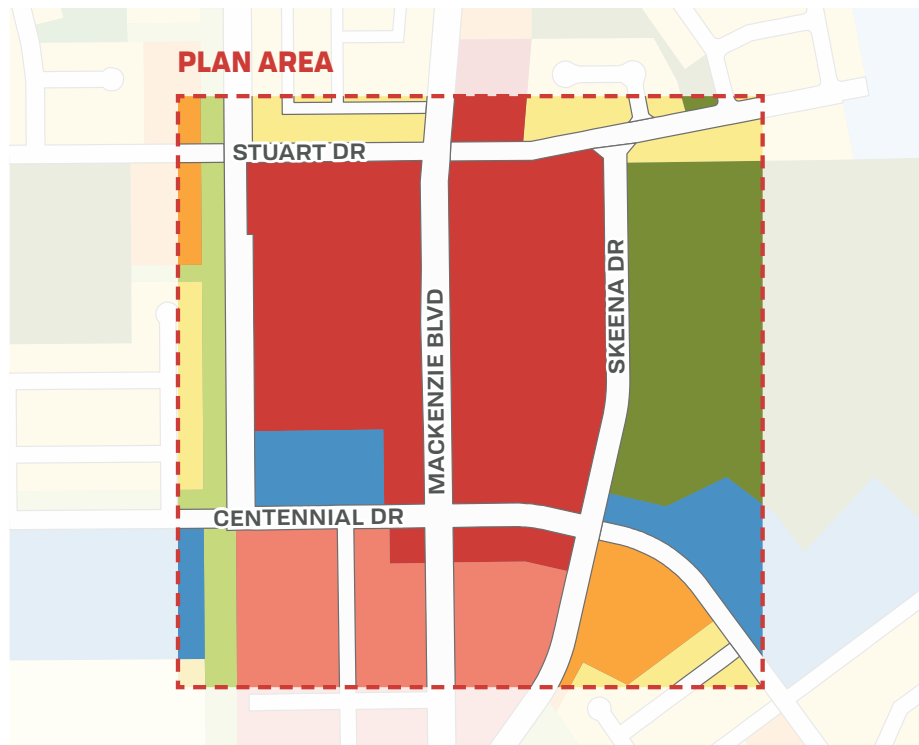 PLAN AREA
STUART DR
SKEENA DR
MACKENZIE BLVD
CENTENNIAL DR